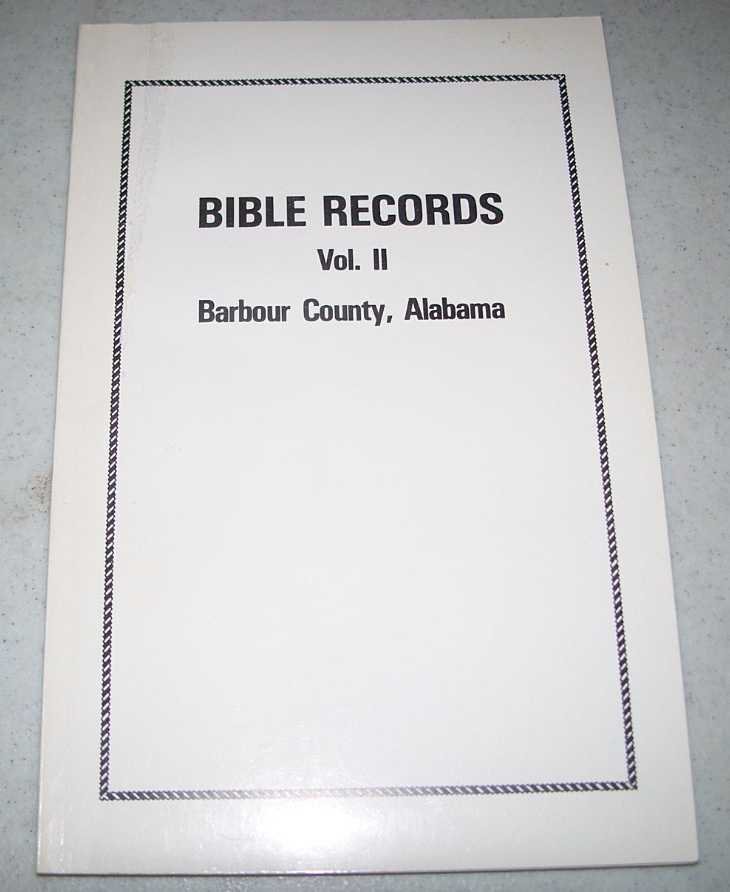 BIBLE RECORDS
Vol. II
Barbour County, Alabama